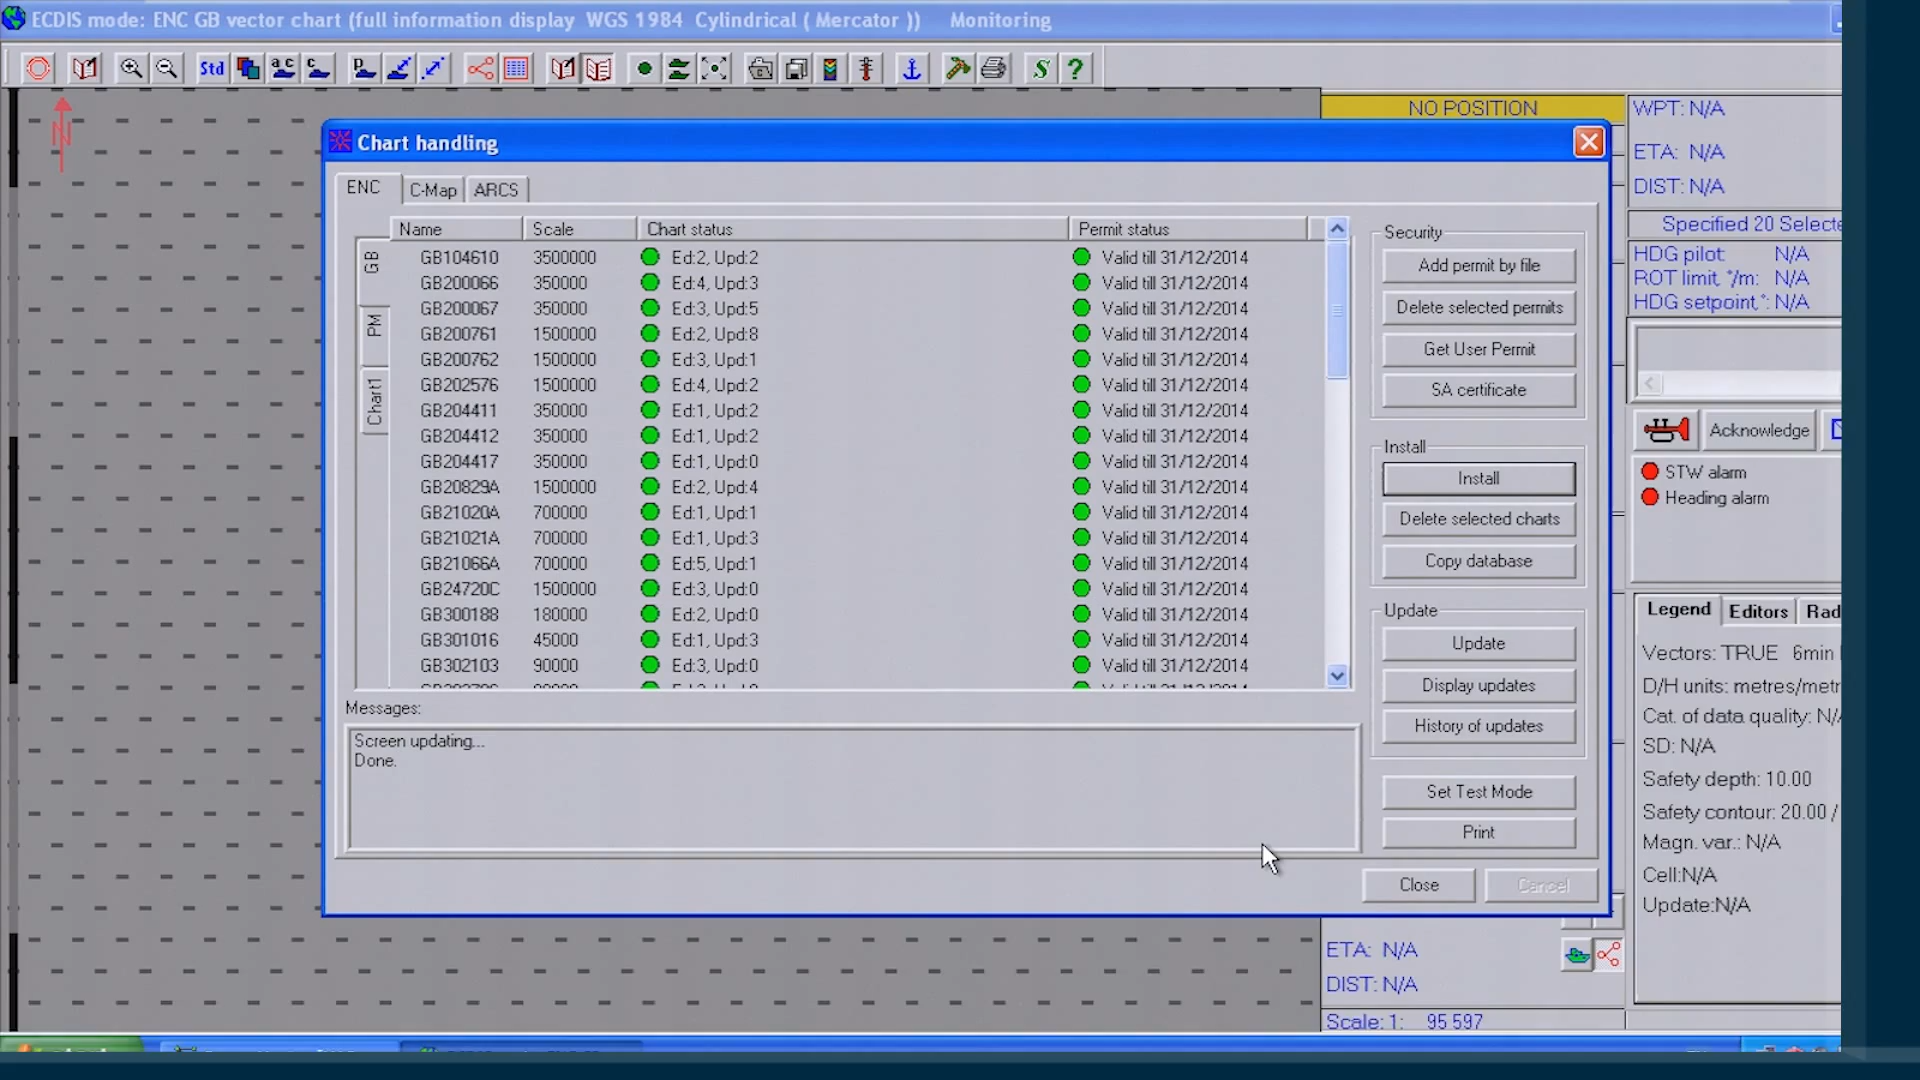 ECDIS mode: ENC GB vector chart (full information display WGS 1984 Cylindrical ( Mercator )) Monitoring
Std
N
NO POSITION
WPT: N/A
ETA: N/A
DIST: N/A
Specified 20 Selecte
HDG pilot: N/A
ROT limit, °/m: N/A
HDG setpoint,°: N/A
Acknowledge
STW alarm
Heading alarm
Legend Editors Rad
Vectors: TRUE 6min
D/H units: metres/metr
Cat. of data quality: N/
SD: N/A
Safety depth: 10.00
Safety contour: 20.00 /
Magn. var.: N/A
Cell:N/A
Update:N/A
Chart handling
ENC C-Map ARCS
GB
PM
Chart1
Name Scale Chart status Permit status
GB104610 3500000 Ed:2, Upd:2 Valid till 31/12/2014
GB200066 350000 Ed:4, Upd:3 Valid till 31/12/2014
GB200067 350000 Ed:3, Upd:5 Valid till 31/12/2014
GB200761 1500000 Ed:2, Upd:8 Valid till 31/12/2014
GB200762 1500000 Ed:3, Upd:1 Valid till 31/12/2014
GB202576 1500000 Ed:4, Upd:2 Valid till 31/12/2014
GB204411 350000 Ed:1, Upd:2 Valid till 31/12/2014
GB204412 350000 Ed:1, Upd:2 Valid till 31/12/2014
GB204417 350000 Ed:1, Upd:0 Valid till 31/12/2014
GB20829A 1500000 Ed:2, Upd:4 Valid till 31/12/2014
GB21020A 700000 Ed:1, Upd:1 Valid till 31/12/2014
GB21021A 700000 Ed:1, Upd:3 Valid till 31/12/2014
GB21066A 700000 Ed:5, Upd:1 Valid till 31/12/2014
GB24720C 1500000 Ed:3, Upd:0 Valid till 31/12/2014
GB300188 180000 Ed:2, Upd:0 Valid till 31/12/2014
GB301016 45000 Ed:1, Upd:3 Valid till 31/12/2014
GB302103 90000 Ed:3, Upd:0 Valid till 31/12/2014
Security
Add permit by file
Delete selected permits
Get User Permit
SA certificate
Install
Install
Delete selected charts
Copy database
Update
Update
Display updates
History of updates
Set Test Mode
Print
Messages:
Screen updating...
Done.
Close Cancel
ETA: N/A
DIST: N/A
Scale: 1: 95 597